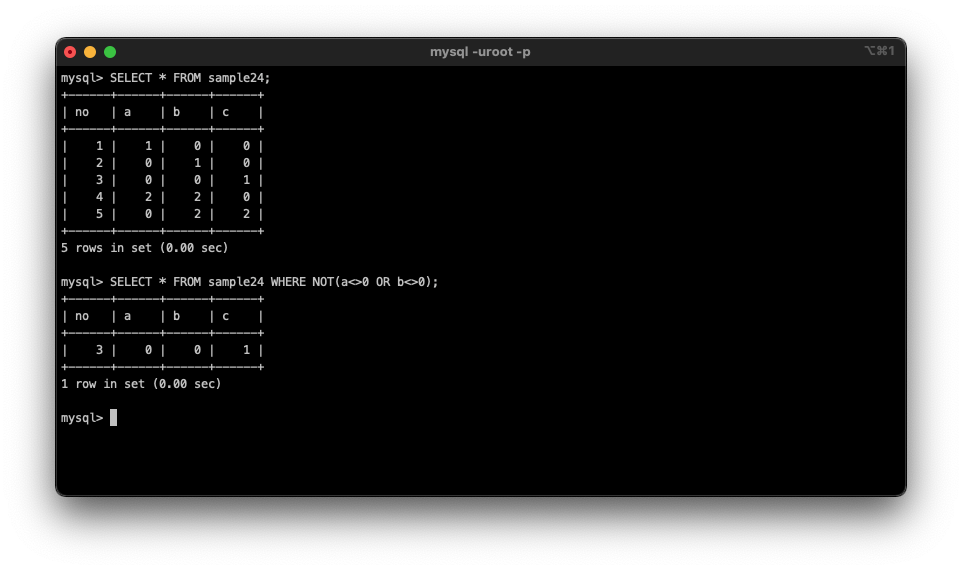 mysql -uroot -p
⌥⌘1
mysql> SELECT * FROM sample24;
+------+------+------+------+
| no   | a    | b    | c    |
+------+------+------+------+
|    1 |    1 |    0 |    0 |
|    2 |    0 |    1 |    0 |
|    3 |    0 |    0 |    1 |
|    4 |    2 |    2 |    0 |
|    5 |    0 |    2 |    2 |
+------+------+------+------+
5 rows in set (0.00 sec)
mysql> SELECT * FROM sample24 WHERE NOT(a<>0 OR b<>0);
+------+------+------+------+
| no   | a    | b    | c    |
+------+------+------+------+
|    3 |    0 |    0 |    1 |
+------+------+------+------+
1 row in set (0.00 sec)
mysql>